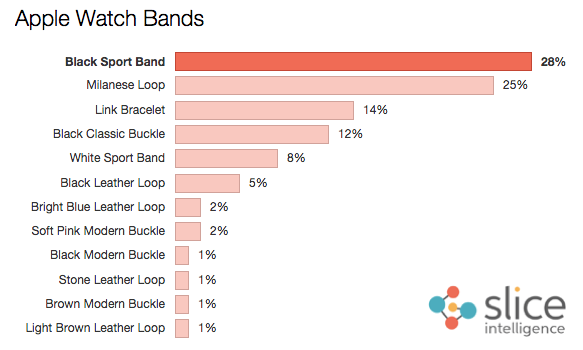 Apple Watch Bands
Black Sport Band 28%
Milanese Loop 25%
Link Bracelet 14%
Black Classic Buckle 12%
White Sport Band 8%
Black Leather Loop 5%
Bright Blue Leather Loop 2%
Soft Pink Modern Buckle 2%
Black Modern Buckle 1%
Stone Leather Loop 1%
Brown Modern Buckle 1%
Light Brown Leather Loop 1%
slice
intelligence